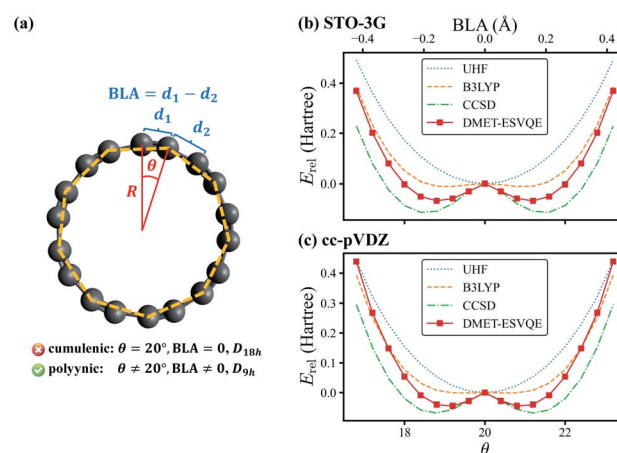 (a)
BLA = d₁ − d₂
d₁
d₂
θ
R
cumulenic: θ = 20°, BLA = 0, D₁₈ₕ
polyynic: θ ≠ 20°, BLA ≠ 0, D₉ₕ
(b) STO-3G
BLA (Å)
−0.4 −0.2 0.0 0.2 0.4
UHF
B3LYP
CCSD
DMET-ESVQE
0.4
0.2
0.0
E_rel (Hartree)
(c) cc-pVDZ
UHF
B3LYP
CCSD
DMET-ESVQE
0.4
0.3
0.2
0.1
0.0
E_rel (Hartree)
18 20 22
θ